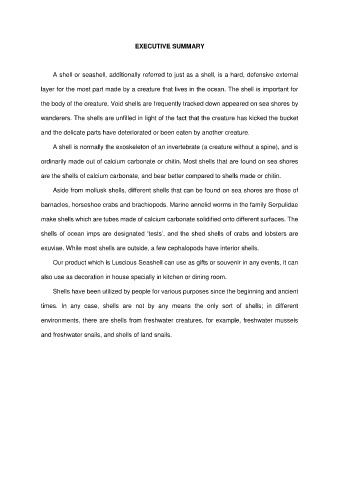 EXECUTIVE SUMMARY
A shell or seashell, additionally referred to just as a shell, is a hard, defensive external
layer for the most part made by a creature that lives in the ocean. The shell is important for
the body of the creature. Void shells are frequently tracked down appeared on sea shores by
wanderers. The shells are unfilled in light of the fact that the creature has kicked the bucket
and the delicate parts have deteriorated or been eaten by another creature.
A shell is normally the exoskeleton of an invertebrate (a creature without a spine), and is
ordinarily made out of calcium carbonate or chitin. Most shells that are found on sea shores
are the shells of calcium carbonate, and bear better compared to shells made or chitin.
Aside from mollusk shells, different shells that can be found on sea shores are those of
barnacles, horseshoe crabs and brachiopods. Marine annelid worms in the family Serpulidae
make shells which are tubes made of calcium carbonate solidified onto different surfaces. The
shells of ocean imps are designated 'tests', and the shed shells of crabs and lobsters are
exuviae. While most shells are outside, a few cephalopods have interior shells.
Our product which is Luscious Seashell can use as gifts or souvenir in any events, it can
also use as decoration in house specially in kitchen or dining room.
Shells have been utilized by people for various purposes since the beginning and ancient
times. In any case, shells are not by any means the only sort of shells; in different
environments, there are shells from freshwater creatures, for example, freshwater mussels
and freshwater snails, and shells of land snails.